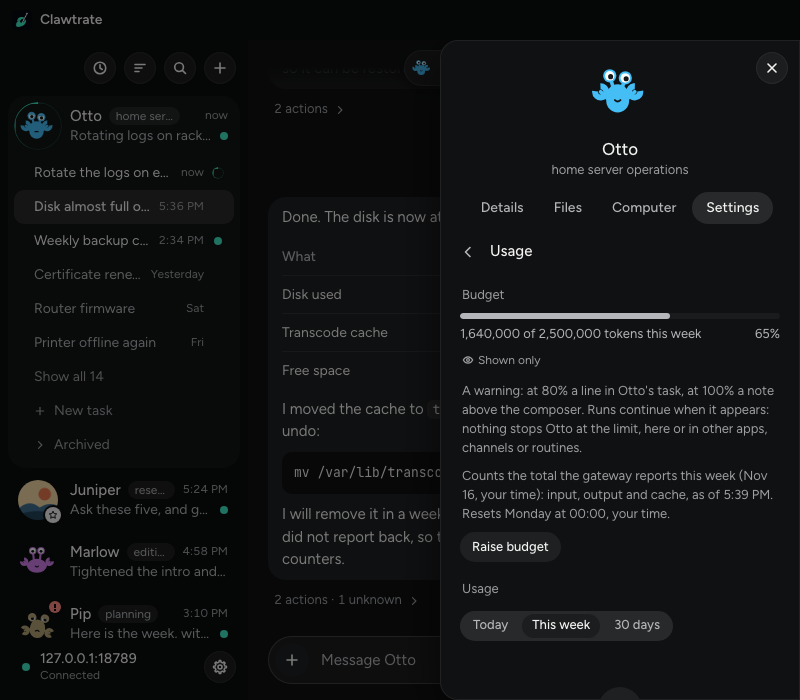 Clawtrate
Otto
home ser...
now
Rotating logs on rack...
Rotate the logs on e...
now
Disk almost full o...
5:36 PM
Weekly backup c...
2:34 PM
Certificate rene...
Yesterday
Router firmware
Sat
Printer offline again
Fri
Show all 14
New task
Archived
Juniper
rese...
5:24 PM
Ask these five, and g...
Marlow
editi...
4:58 PM
Tightened the intro and...
Pip
planning
3:10 PM
Here is the week. wit...
127.0.0.1:18789
Connected
2 actions
Done. The disk is now at
What
Disk used
Transcode cache
Free space
I moved the cache to
undo:
mv /var/lib/transco
I will remove it in a week
did not report back, so t
counters.
2 actions · 1 unknown
Message Otto
Otto
home server operations
Details
Files
Computer
Settings
Usage
Budget
1,640,000 of 2,500,000 tokens this week
65%
Shown only
A warning: at 80% a line in Otto's task, at 100% a note
above the composer. Runs continue when it appears:
nothing stops Otto at the limit, here or in other apps,
channels or routines.
Counts the total the gateway reports this week (Nov
16, your time): input, output and cache, as of 5:39 PM.
Resets Monday at 00:00, your time.
Raise budget
Usage
Today
This week
30 days